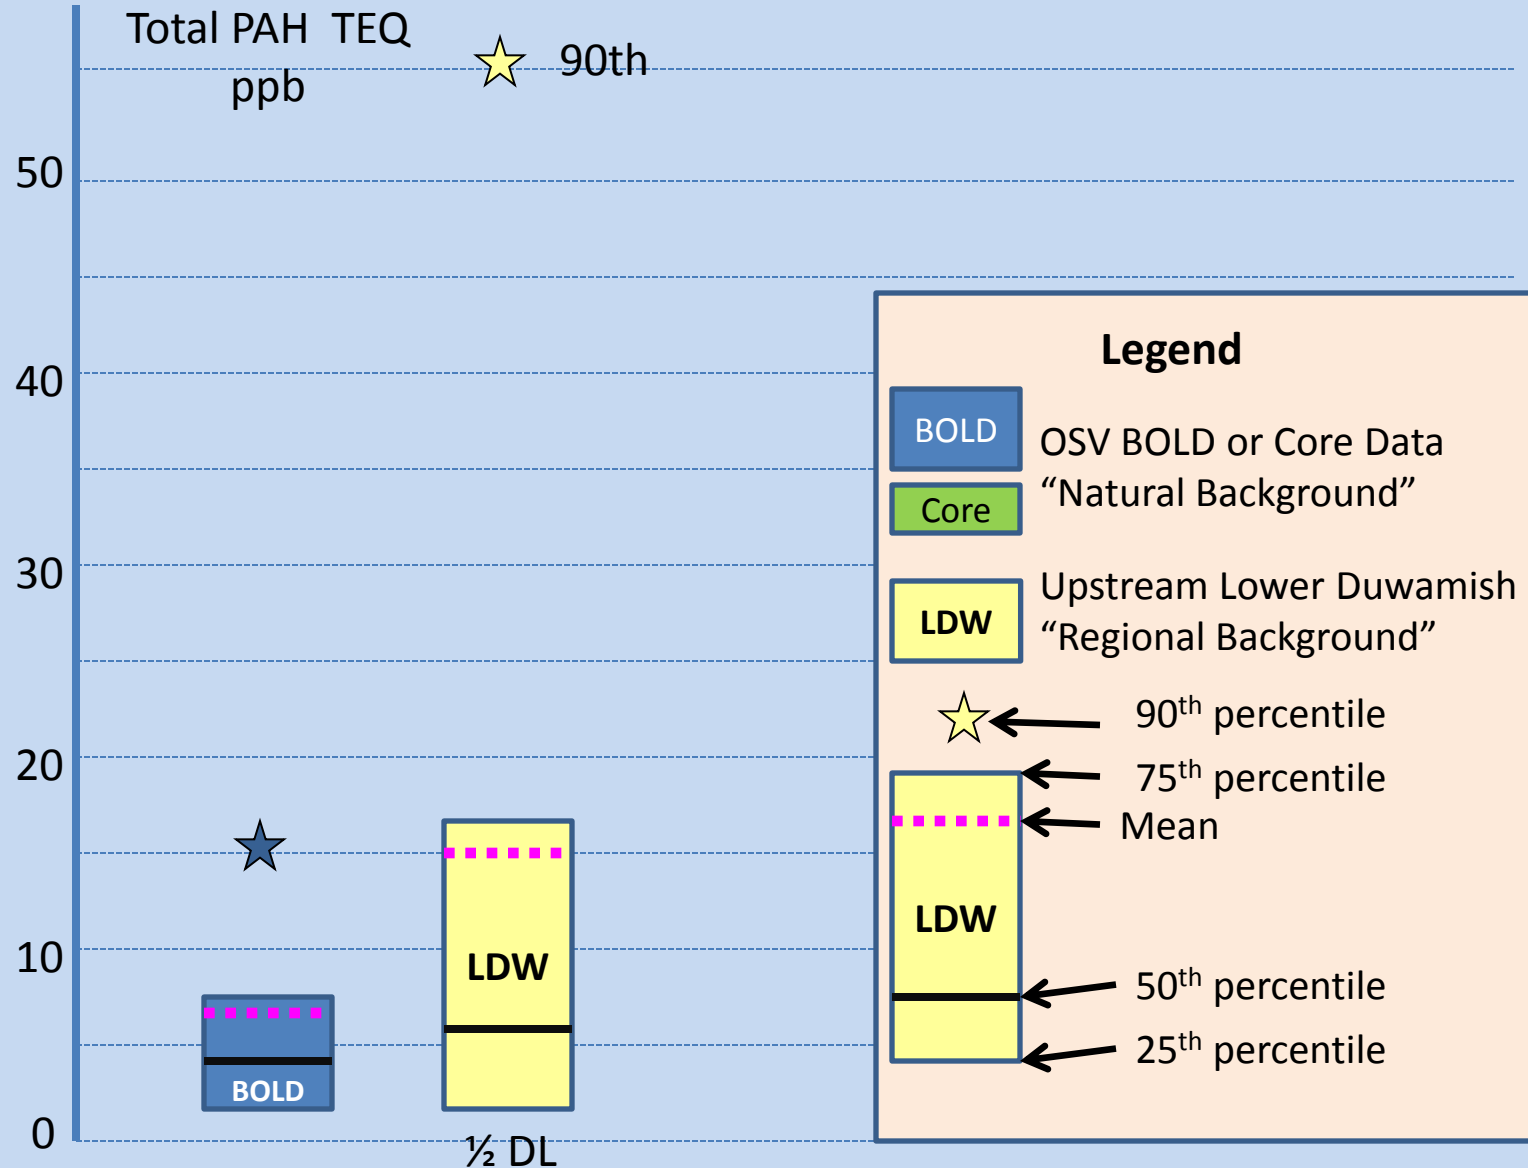 Total PAH TEQ
ppb
90th
50
40
30
20
10
0
BOLD
LDW
½ DL
Legend
BOLD
Core
OSV BOLD or Core Data
“Natural Background”
LDW
Upstream Lower Duwamish
“Regional Background”
90th percentile
75th percentile
Mean
LDW
50th percentile
25th percentile